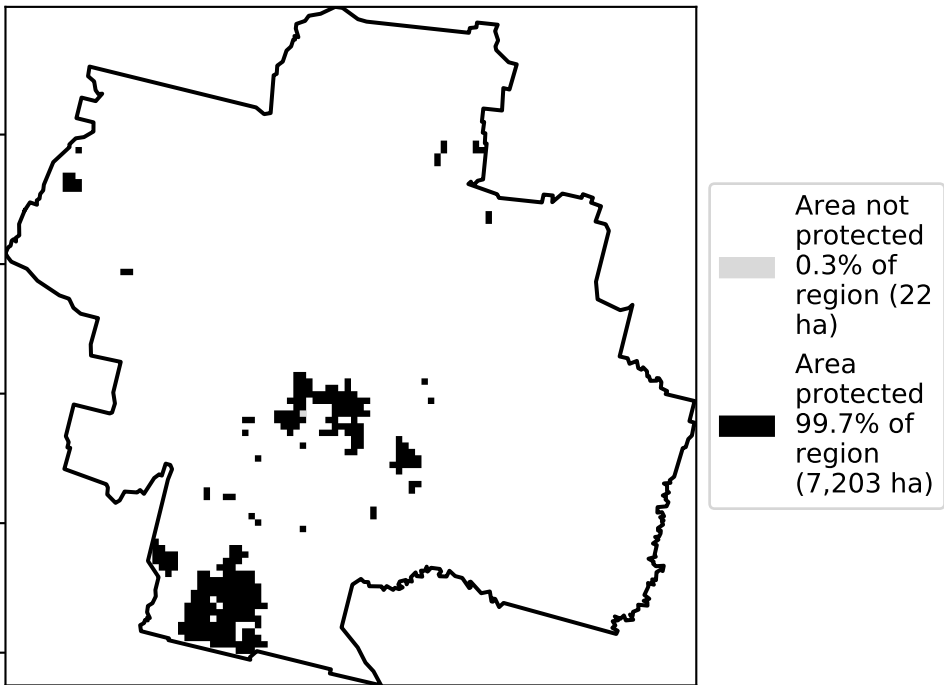 Area not
protected
0.3% of
region (22
ha)
Area
protected
99.7% of
region
(7,203 ha)